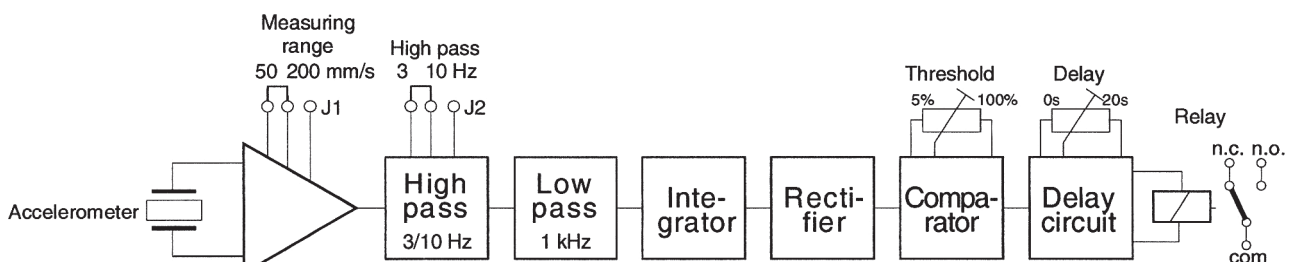 Measuring
range
50 200 mm/s
J1
High pass
3 10 Hz
J2
Threshold
5% 100%
Delay
0s 20s
Relay
n.c. n.o.
com
Accelerometer
High
pass
3/10 Hz
Low
pass
1 kHz
Inte-
grator
Recti-
fier
Compa-
rator
Delay
circuit